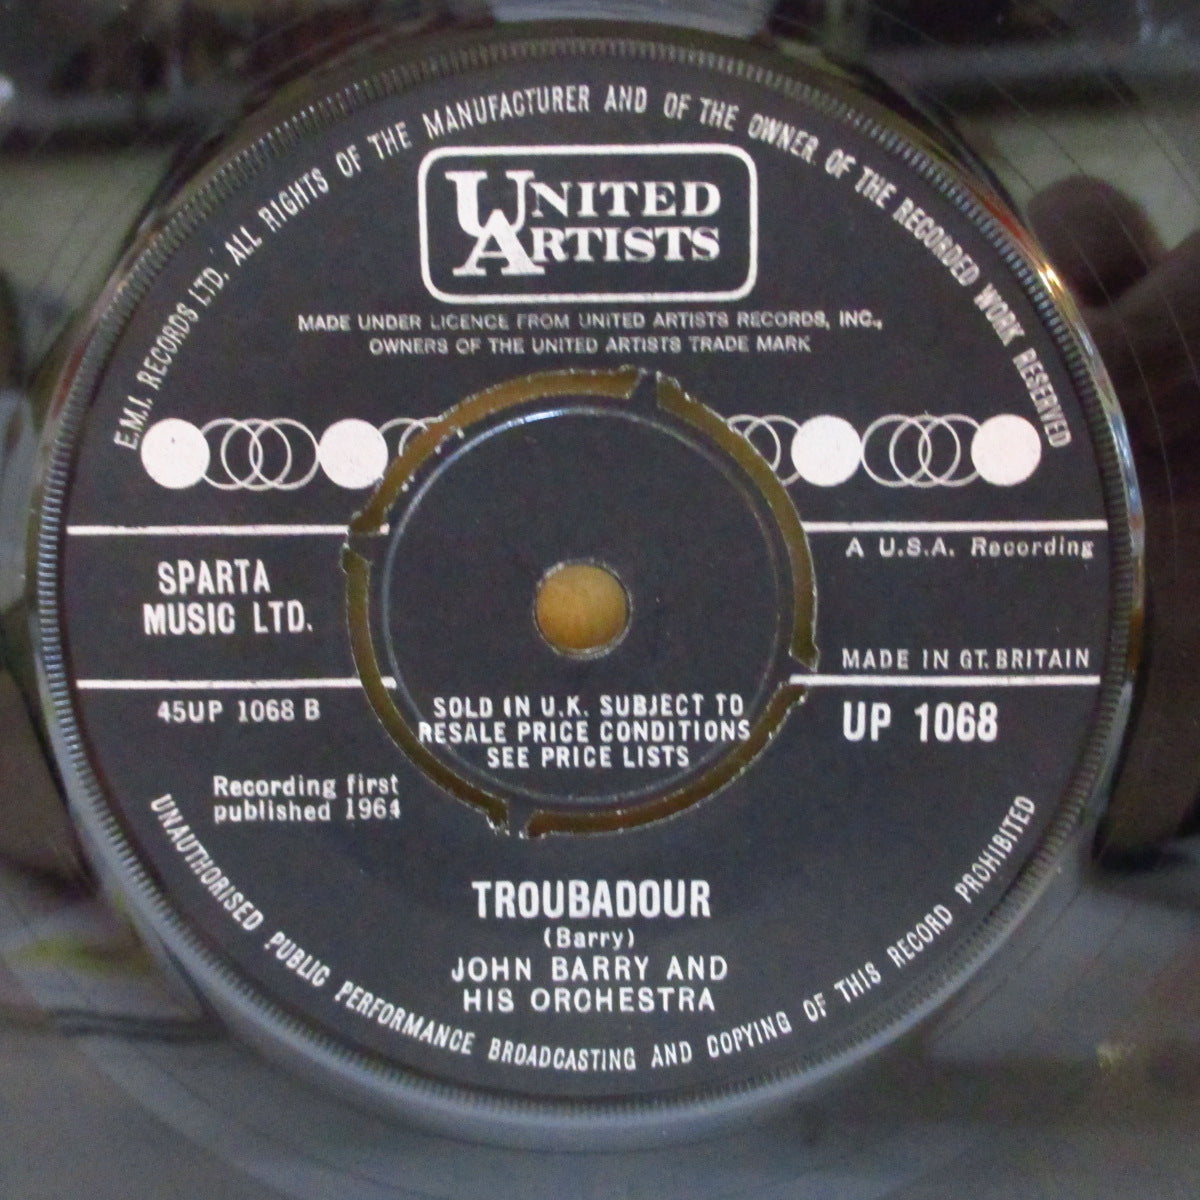 E.M.I. RECORDS LTD. ALL RIGHTS OF THE MANUFACTURER AND OF THE OWNER OF THE RECORDED WORK RESERVED
UNITED
ARTISTS
MADE UNDER LICENCE FROM UNITED ARTISTS RECORDS, INC.,
OWNERS OF THE UNITED ARTISTS TRADE MARK
SPARTA
MUSIC LTD.
A U.S.A. Recording
MADE IN GT. BRITAIN
45UP 1068 B
SOLD IN U.K. SUBJECT TO
RESALE PRICE CONDITIONS
SEE PRICE LISTS
UP 1068
Recording first
published 1964
TROUBADOUR
(Barry)
JOHN BARRY AND
HIS ORCHESTRA
UNAUTHORISED PUBLIC PERFORMANCE BROADCASTING AND COPYING OF THIS RECORD PROHIBITED